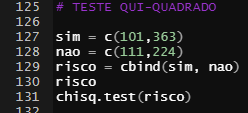 125 # TESTE QUI-QUADRADO
126
127 sim = c(101,363)
128 nao = c(111,224)
129 risco = cbind(sim, nao)
130 risco
131 chisq.test(risco)